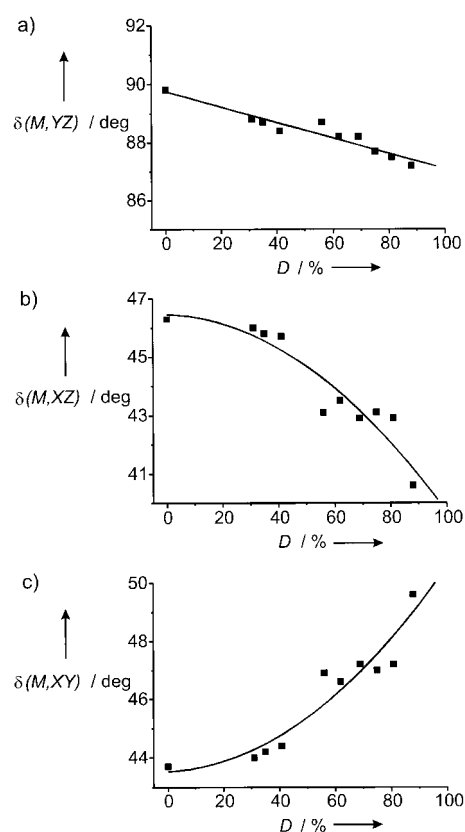 a)
92
90
88
86
δ(M,YZ) / deg
0 20 40 60 80 100
D / %
b)
47
45
43
41
δ(M,XZ) / deg
0 20 40 60 80 100
D / %
c)
50
48
46
44
δ(M,XY) / deg
0 20 40 60 80 100
D / %